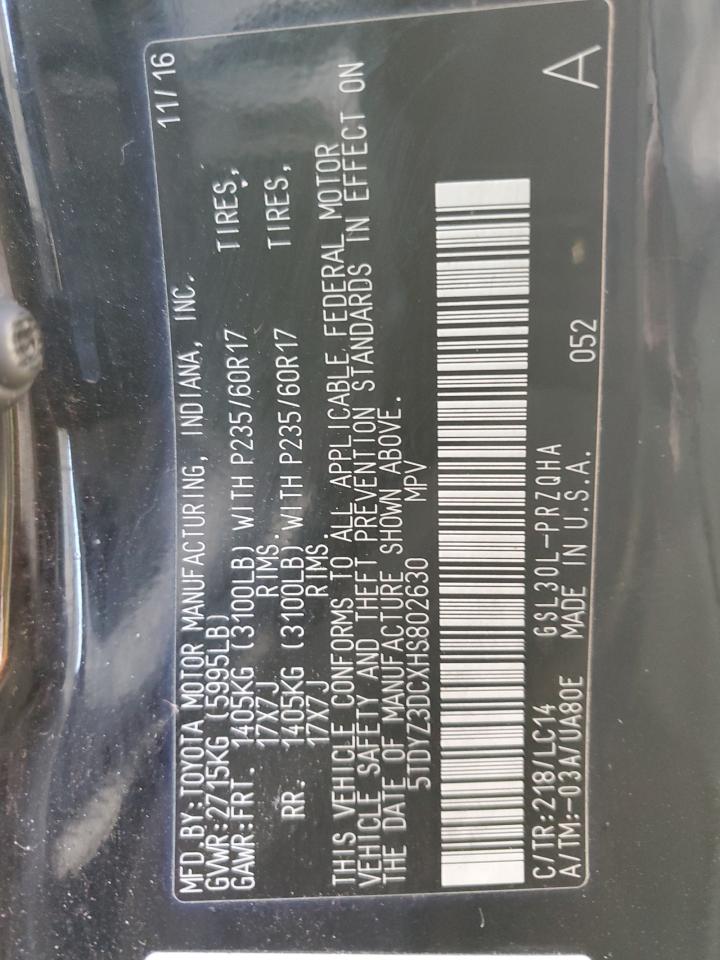 MFD.BY:TOYOTA MOTOR MANUFACTURING, INDIANA, INC. 11/16
GVWR:2715KG (5995LB)
GAWR:FRT. 1405KG (3100LB) WITH P235/60R17 TIRES,
17X7J RIMS.
RR. 1405KG (3100LB) WITH P235/60R17 TIRES,
17X7J RIMS.
THIS VEHICLE CONFORMS TO ALL APPLICABLE FEDERAL MOTOR
VEHICLE SAFETY AND THEFT PREVENTION STANDARDS IN EFFECT ON
THE DATE OF MANUFACTURE SHOWN ABOVE.
5TDYZ3DCXHS802630 MPV
C/TR:218/LC14 GSL30L-PRZQHA 052 A
A/TM:-03A/UA80E MADE IN U.S.A.